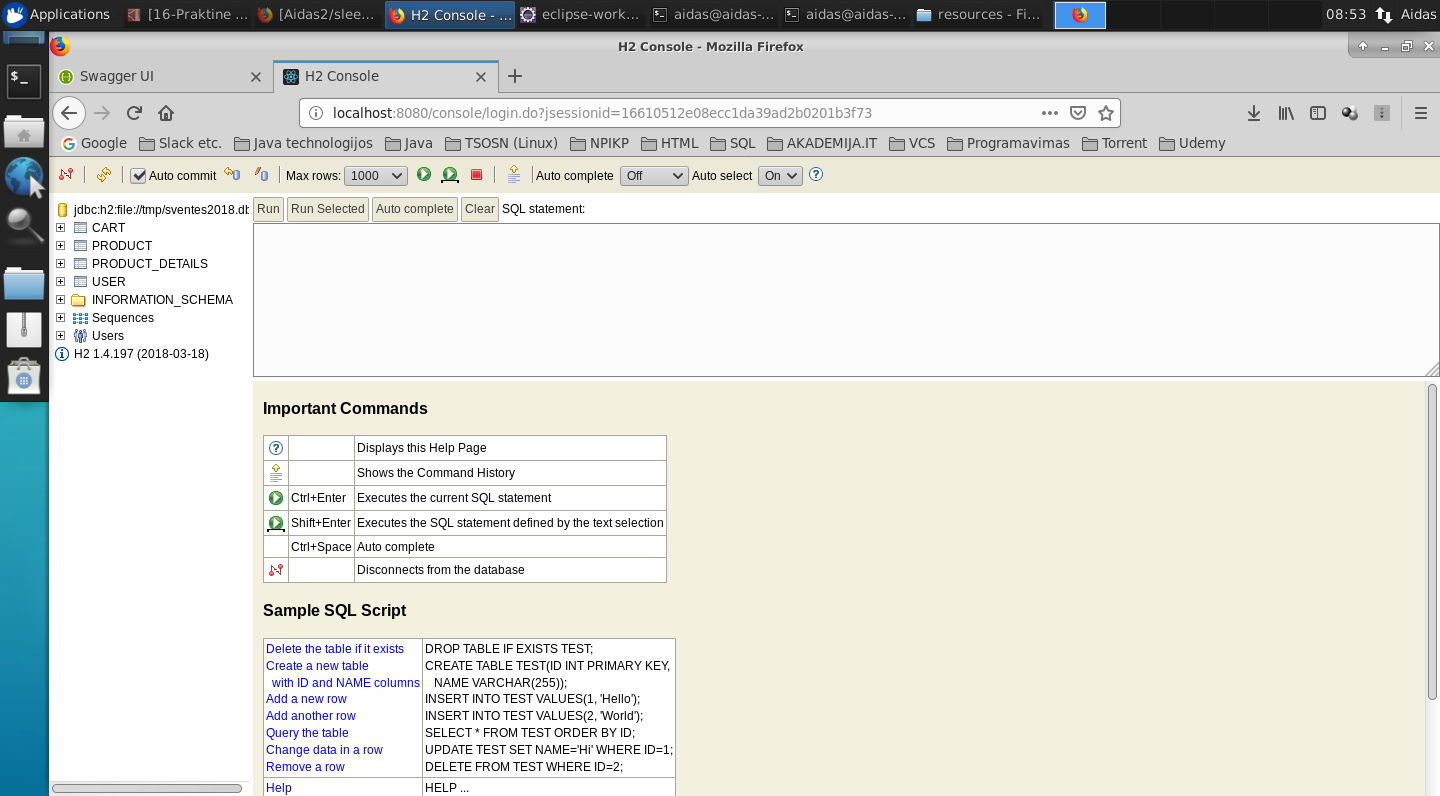 Applications
[16-Praktine ...
[Aidas2/slee...
H2 Console - ...
eclipse-work...
aidas@aidas-...
aidas@aidas-...
resources - Fi...
08:53
Aidas
H2 Console - Mozilla Firefox
Swagger UI
H2 Console
localhost:8080/console/login.do?jsessionid=16610512e08ecc1da39ad2b0201b3f73
Google
Slack etc.
Java technologijos
Java
TSOSN (Linux)
NPIKP
HTML
SQL
AKADEMIJA.IT
VCS
Programavimas
Torrent
Udemy
Auto commit
Max rows:
1000
Auto complete
Off
Auto select
On
jdbc:h2:file://tmp/sventes2018.db
CART
PRODUCT
PRODUCT_DETAILS
USER
INFORMATION_SCHEMA
Sequences
Users
H2 1.4.197 (2018-03-18)
Run
Run Selected
Auto complete
Clear
SQL statement:
Important Commands
Displays this Help Page
Shows the Command History
Ctrl+Enter Executes the current SQL statement
Shift+Enter Executes the SQL statement defined by the text selection
Ctrl+Space Auto complete
Disconnects from the database
Sample SQL Script
Delete the table if it exists DROP TABLE IF EXISTS TEST;
Create a new table CREATE TABLE TEST(ID INT PRIMARY KEY,
with ID and NAME columns NAME VARCHAR(255));
Add a new row INSERT INTO TEST VALUES(1, 'Hello');
Add another row INSERT INTO TEST VALUES(2, 'World');
Query the table SELECT * FROM TEST ORDER BY ID;
Change data in a row UPDATE TEST SET NAME='Hi' WHERE ID=1;
Remove a row DELETE FROM TEST WHERE ID=2;
Help HELP ...